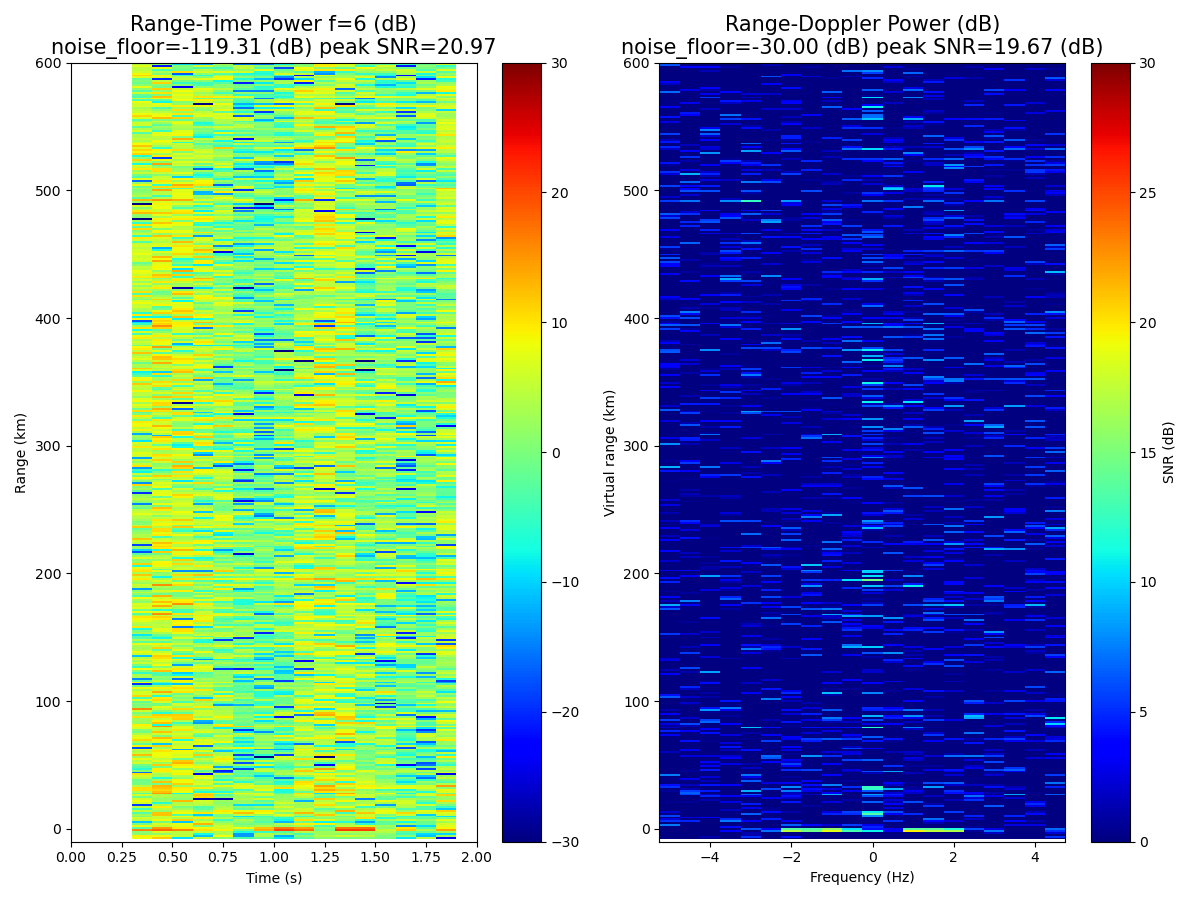 Range-Time Power f=6 (dB)
noise_floor=-119.31 (dB) peak SNR=20.97
Range-Doppler Power (dB)
noise_floor=-30.00 (dB) peak SNR=19.67 (dB)
600
500
400
300
200
100
0
Range (km)
0.00 0.25 0.50 0.75 1.00 1.25 1.50 1.75 2.00
Time (s)
30
20
10
0
−10
−20
−30
600
500
400
300
200
100
0
Virtual range (km)
−4 −2 0 2 4
Frequency (Hz)
30
25
20
15
10
5
0
SNR (dB)